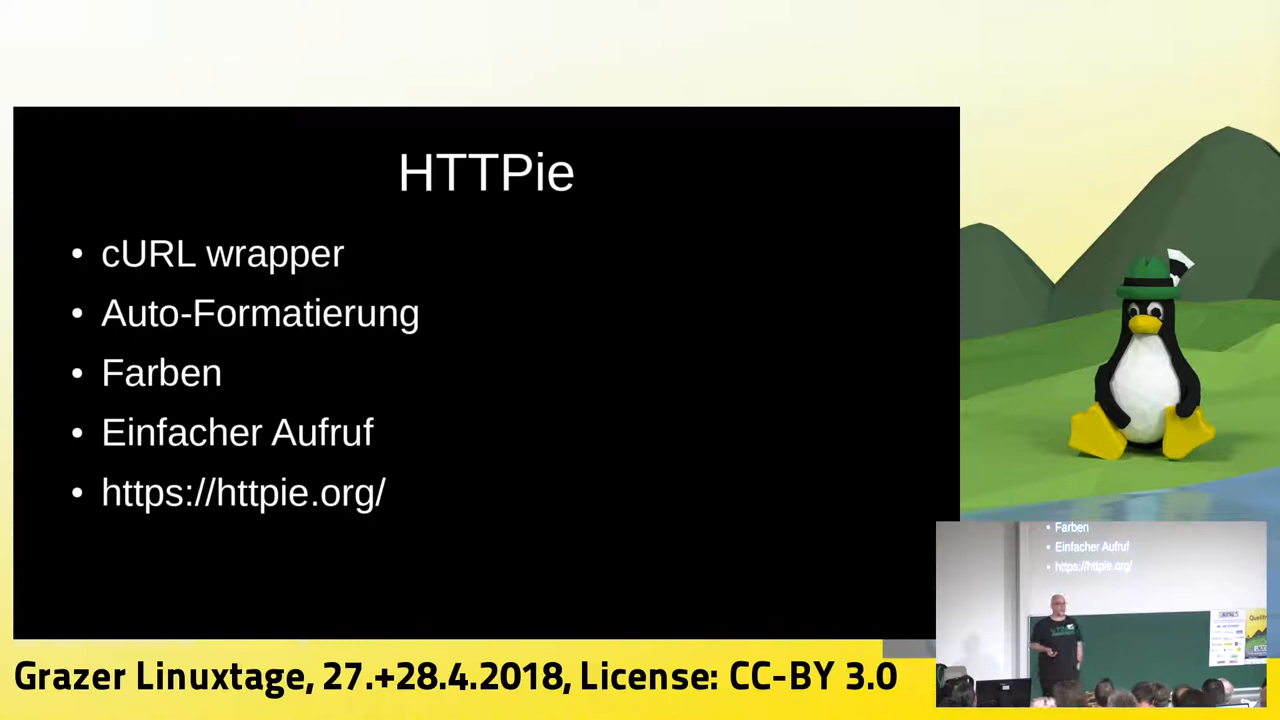 HTTPie
• cURL wrapper
• Auto-Formatierung
• Farben
• Einfacher Aufruf
• https://httpie.org/
• Farben
• Einfacher Aufruf
• https://httpie.org/
Grazer Linuxtage, 27.+28.4.2018, License: CC-BY 3.0